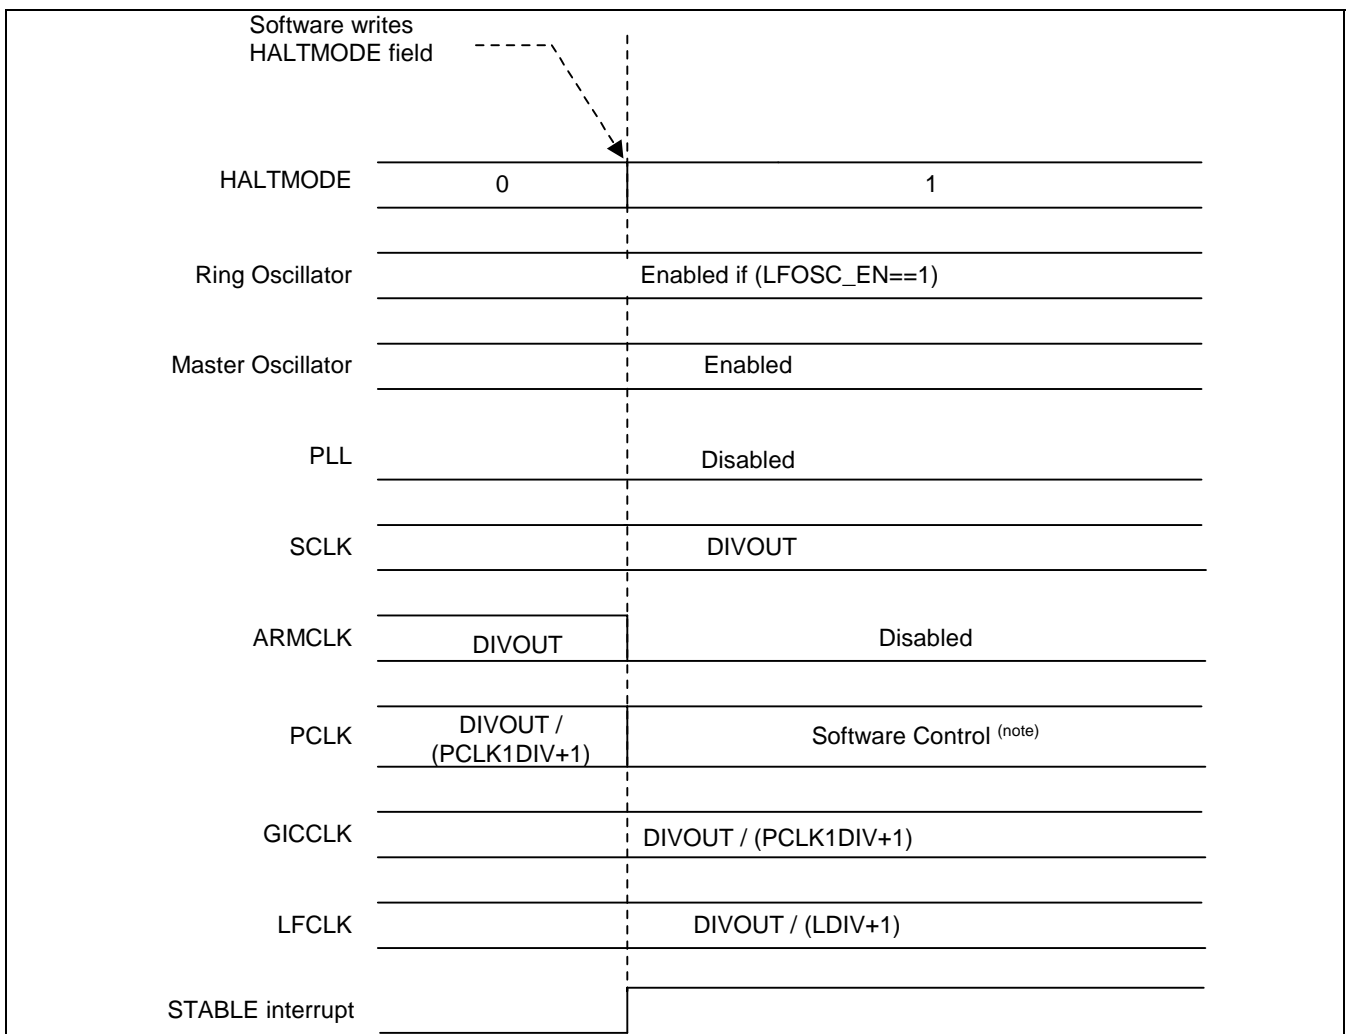 Software writes
HALTMODE field
HALTMODE 0 1
Ring Oscillator Enabled if (LFOSC_EN==1)
Master Oscillator Enabled
PLL Disabled
SCLK DIVOUT
ARMCLK DIVOUT Disabled
PCLK DIVOUT / (PCLK1DIV+1) Software Control (note)
GICCLK DIVOUT / (PCLK1DIV+1)
LFCLK DIVOUT / (LDIV+1)
STABLE interrupt